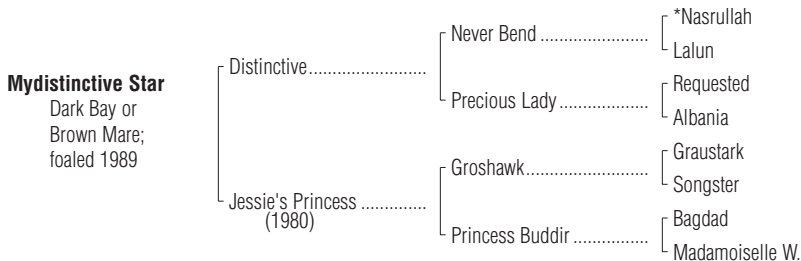 *Nasrullah
Never Bend ........................
Lalun
Distinctive..........................
Requested
Precious Lady ...................
Albania
Mydistinctive Star
Dark Bay or
Brown Mare;
foaled 1989
Graustark
Groshawk..........................
Songster
Jessie's Princess ..............
(1980)
Bagdad
Princess Buddir ................
Madamoiselle W.